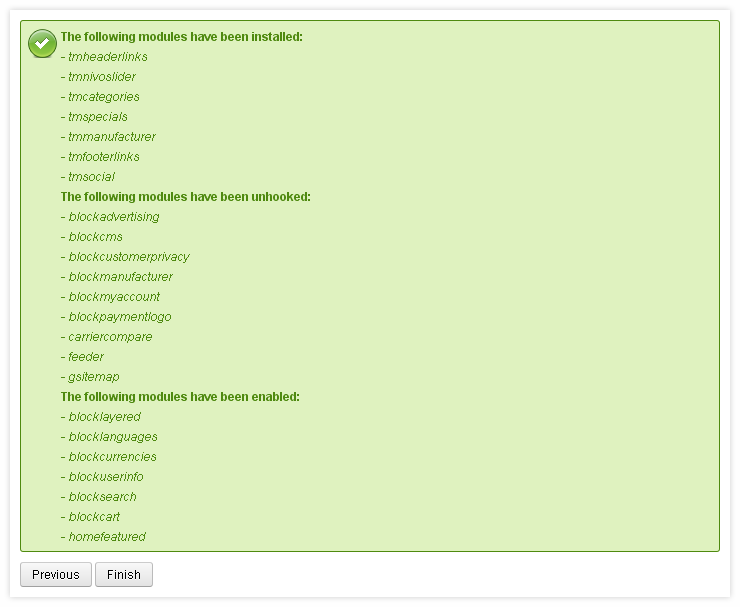 The following modules have been installed:
- tmheaderlinks
- tmnivoslider
- tmcategories
- tmspecials
- tmmanufacturer
- tmfooterlinks
- tmsocial
The following modules have been unhooked:
- blockadvertising
- blockcms
- blockcustomerprivacy
- blockmanufacturer
- blockmyaccount
- blockpaymentlogo
- carriercompare
- feeder
- gsitemap
The following modules have been enabled:
- blocklayered
- blocklanguages
- blockcurrencies
- blockuserinfo
- blocksearch
- blockcart
- homefeatured
Previous Finish